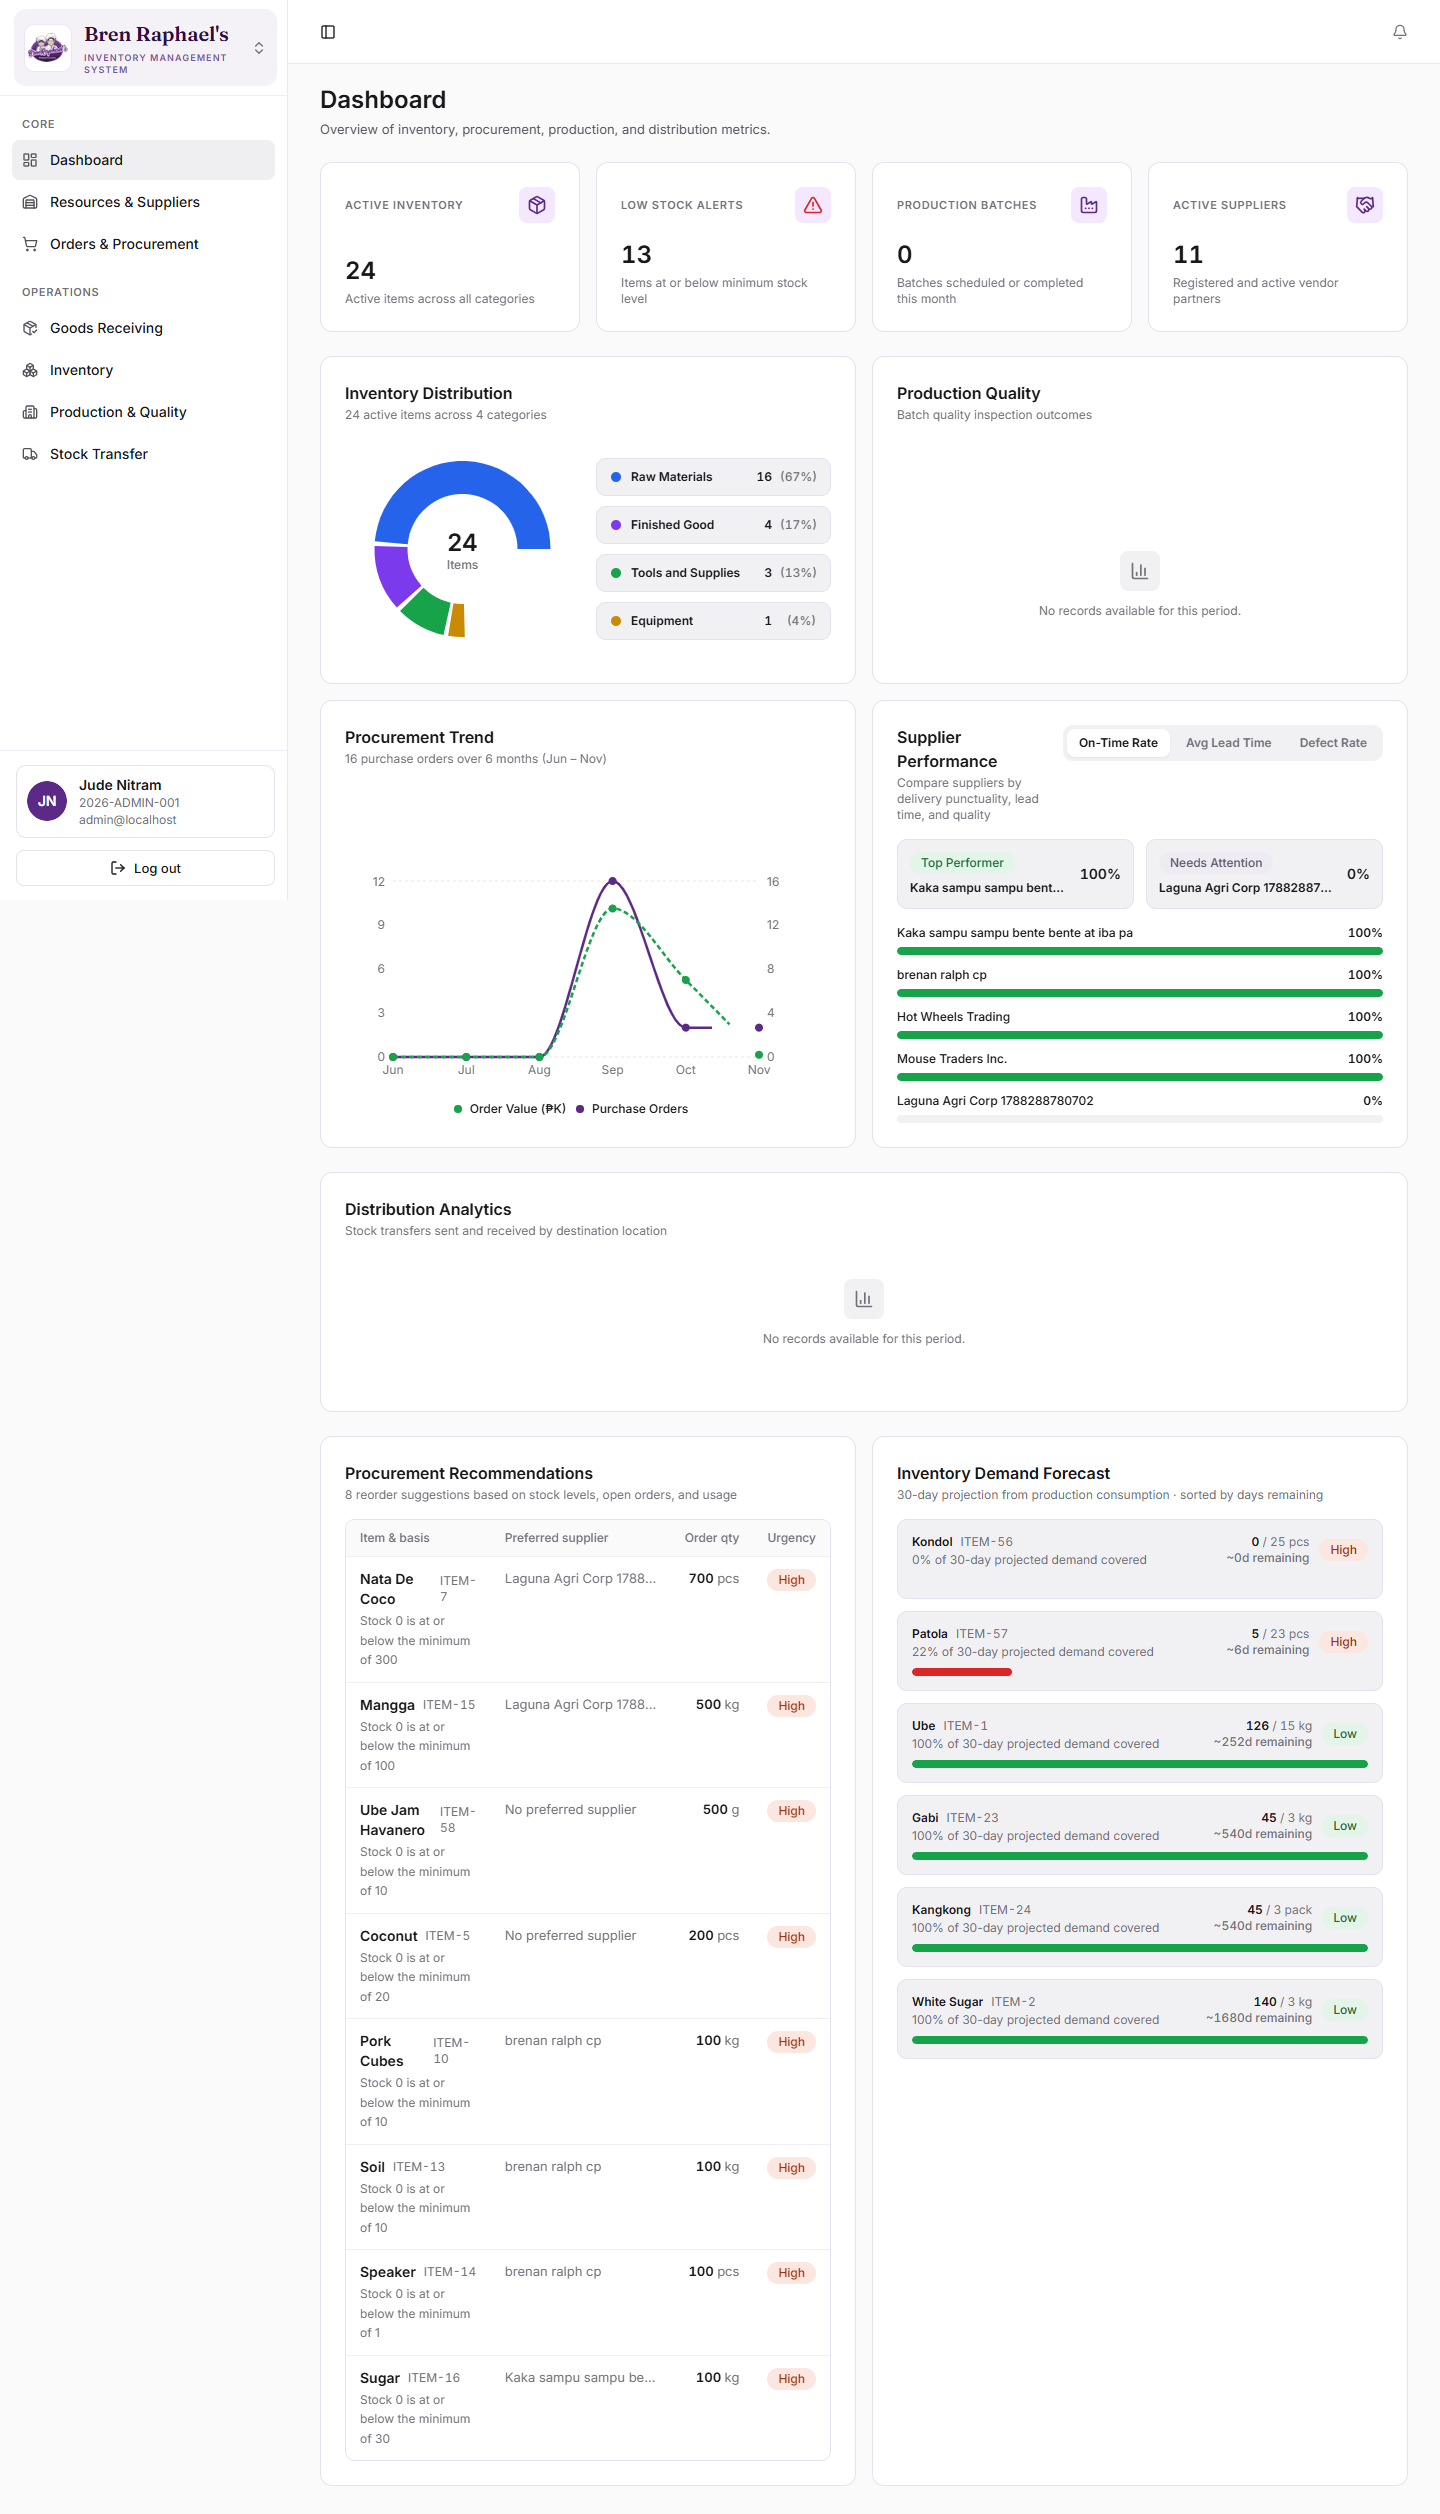 Bren Raphael's
INVENTORY MANAGEMENT
SYSTEM
CORE
Dashboard
Resources & Suppliers
Orders & Procurement
OPERATIONS
Goods Receiving
Inventory
Production & Quality
Stock Transfer
JN
Jude Nitram
2026-ADMIN-001
admin@localhost
Log out
Dashboard
Overview of inventory, procurement, production, and distribution metrics.
ACTIVE INVENTORY
24
Active items across all categories
LOW STOCK ALERTS
13
Items at or below minimum stock
level
PRODUCTION BATCHES
0
Batches scheduled or completed
this month
ACTIVE SUPPLIERS
11
Registered and active vendor
partners
Inventory Distribution
24 active items across 4 categories
24
Items
Raw Materials 16 (67%)
Finished Good 4 (17%)
Tools and Supplies 3 (13%)
Equipment 1 (4%)
Production Quality
Batch quality inspection outcomes
No records available for this period.
Procurement Trend
16 purchase orders over 6 months (Jun – Nov)
12 16
9 12
6 8
3 4
0 0
Jun Jul Aug Sep Oct Nov
Order Value (₱K) Purchase Orders
Supplier
Performance
Compare suppliers by
delivery punctuality, lead
time, and quality
On-Time Rate Avg Lead Time Defect Rate
Top Performer
Kaka sampu sampu bent... 100%
Needs Attention
Laguna Agri Corp 17882887... 0%
Kaka sampu sampu bente bente at iba pa 100%
brenan ralph cp 100%
Hot Wheels Trading 100%
Mouse Traders Inc. 100%
Laguna Agri Corp 1788288780702 0%
Distribution Analytics
Stock transfers sent and received by destination location
No records available for this period.
Procurement Recommendations
8 reorder suggestions based on stock levels, open orders, and usage
Item & basis Preferred supplier Order qty Urgency
Nata De Coco ITEM-7 Laguna Agri Corp 1788... 700 pcs High
Stock 0 is at or
below the minimum
of 300
Mangga ITEM-15 Laguna Agri Corp 1788... 500 kg High
Stock 0 is at or
below the minimum
of 100
Ube Jam Havanero ITEM-58 No preferred supplier 500 g High
Stock 0 is at or
below the minimum
of 10
Coconut ITEM-5 No preferred supplier 200 pcs High
Stock 0 is at or
below the minimum
of 20
Pork Cubes ITEM-10 brenan ralph cp 100 kg High
Stock 0 is at or
below the minimum
of 10
Soil ITEM-13 brenan ralph cp 100 kg High
Stock 0 is at or
below the minimum
of 10
Speaker ITEM-14 brenan ralph cp 100 pcs High
Stock 0 is at or
below the minimum
of 1
Sugar ITEM-16 Kaka sampu sampu be... 100 kg High
Stock 0 is at or
below the minimum
of 30
Inventory Demand Forecast
30-day projection from production consumption · sorted by days remaining
Kondol ITEM-56 0 / 25 pcs High
0% of 30-day projected demand covered ~0d remaining
Patola ITEM-57 5 / 23 pcs High
22% of 30-day projected demand covered ~6d remaining
Ube ITEM-1 126 / 15 kg Low
100% of 30-day projected demand covered ~252d remaining
Gabi ITEM-23 45 / 3 kg Low
100% of 30-day projected demand covered ~540d remaining
Kangkong ITEM-24 45 / 3 pack Low
100% of 30-day projected demand covered ~540d remaining
White Sugar ITEM-2 140 / 3 kg Low
100% of 30-day projected demand covered ~1680d remaining